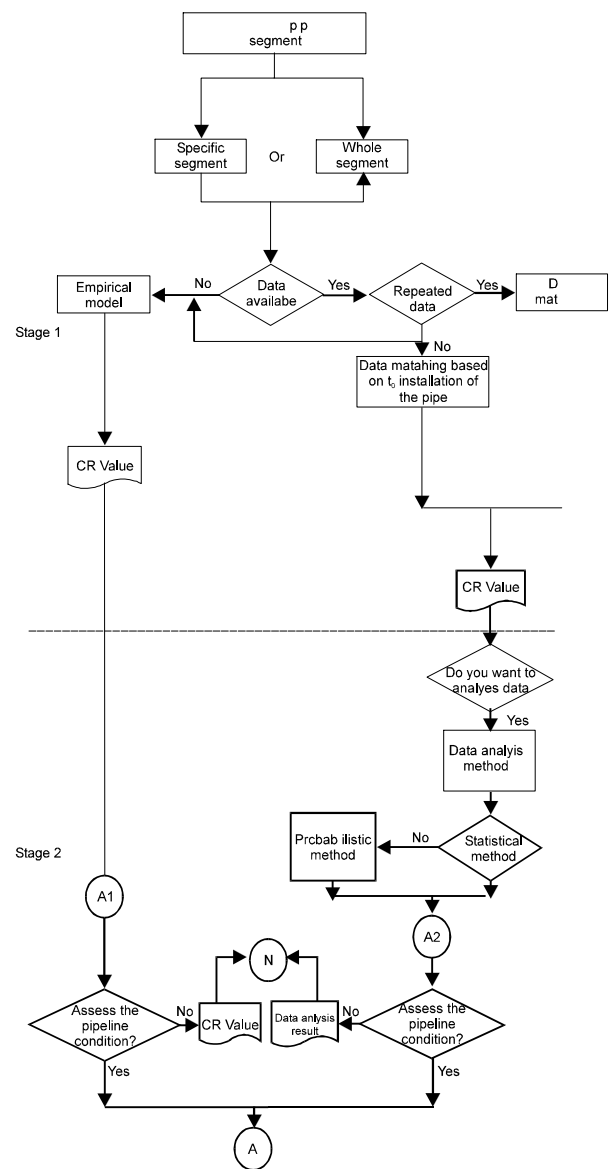 p p
segment
Specific
segment
Or
Whole
segment
Empirical
model
No
Data
availabe
Yes
Repeated
data
Yes
D
mat
Stage 1
No
Data matahing based
on t₀ installation of
the pipe
CR Value
CR Value
Do you want to
analyes data
Yes
Data analyis
method
Stage 2
Prcbab ilistic
method
No
Statistical
method
A1
A2
N
Assess the
pipeline
condition?
No
CR Value
Data anlysis
result
No
Assess the
pipeline
condition?
Yes
Yes
A